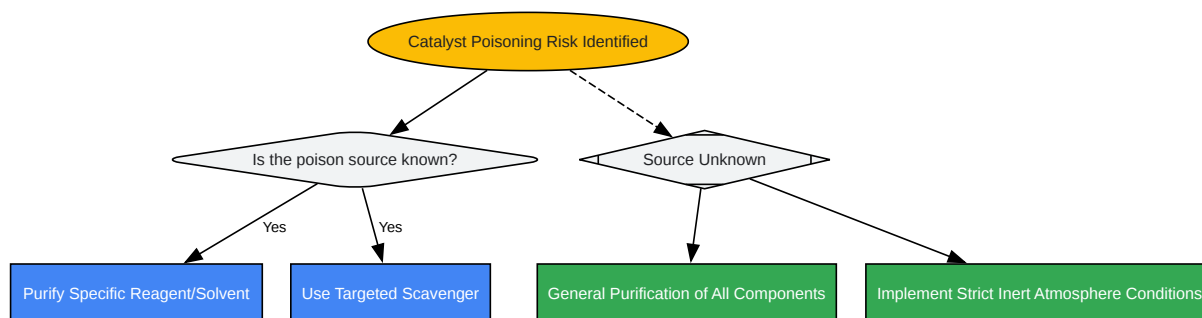 Catalyst Poisoning Risk Identified
Is the poison source known?
Source Unknown
Yes
Yes
Purify Specific Reagent/Solvent
Use Targeted Scavenger
General Purification of All Components
Implement Strict Inert Atmosphere Conditions